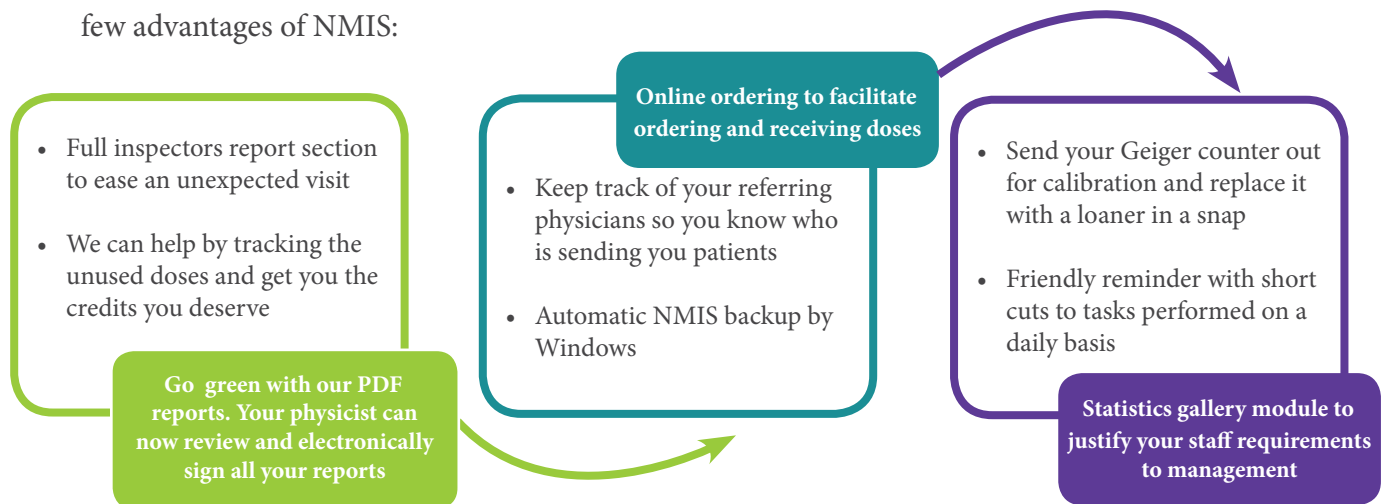 few advantages of NMIS:
• Full inspectors report section
to ease an unexpected visit
• We can help by tracking the
unused doses and get you the
credits you deserve
Go green with our PDF
reports. Your physicist can
now review and electronically
sign all your reports
Online ordering to facilitate
ordering and receiving doses
• Keep track of your referring
physicians so you know who
is sending you patients
• Automatic NMIS backup by
Windows
• Send your Geiger counter out
for calibration and replace it
with a loaner in a snap
• Friendly reminder with short
cuts to tasks performed on a
daily basis
Statistics gallery module to
justify your staff requirements
to management